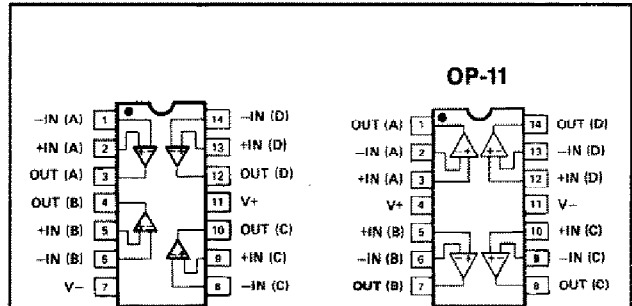 OP-11
-IN (A) 1 14 -IN (D)
+IN (A) 2 13 +IN (D)
OUT (A) 3 12 OUT (D)
OUT (B) 4 11 V+
+IN (B) 5 10 OUT (C)
-IN (B) 6 9 +IN (C)
V- 7 8 -IN (C)
OUT (A) 1 14 OUT (D)
-IN (A) 2 13 -IN (D)
+IN (A) 3 12 +IN (D)
V+ 4 11 V-
+IN (B) 5 10 +IN (C)
-IN (B) 6 9 -IN (C)
OUT (B) 7 8 OUT (C)